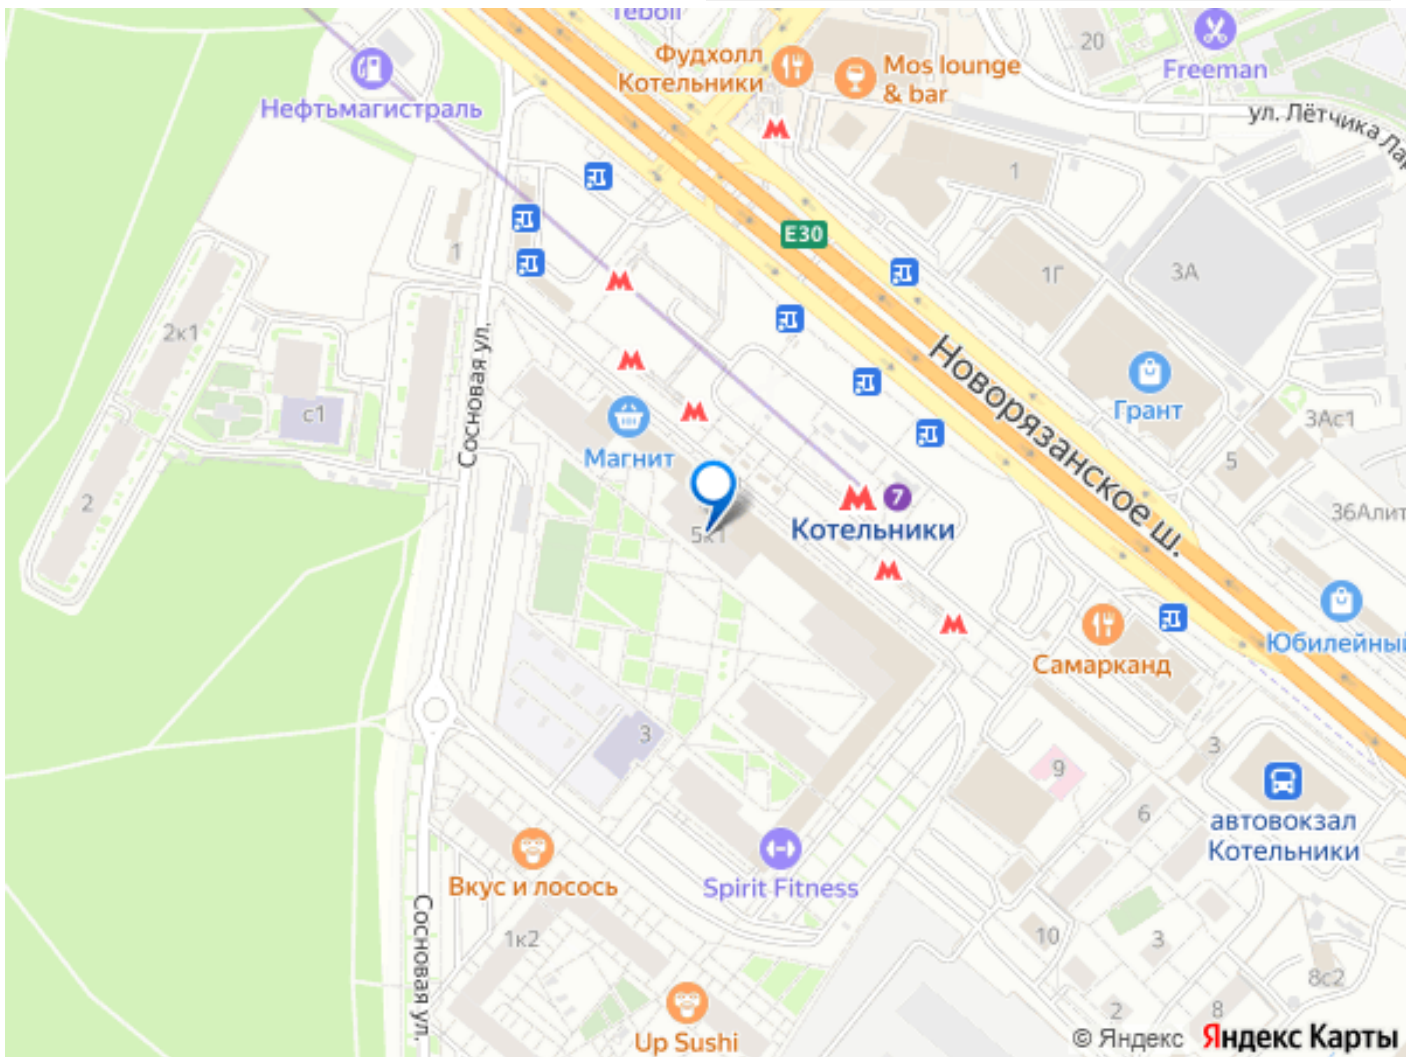 Teboil
20
Freeman
Фудхолл
Котельники
Mos lounge
& bar
Нефтьмагистраль
ул. Лётчика Лар
1
E30
1
1Г
3А
2к1
Сосновая ул.
Новорязанское ш.
с1
Магнит
Грант
3Ас1
5
2
7
Котельники
5к1
36Алит
Юбилейный
Самарканд
3
9
3
6
автовокзал
Котельники
Вкус и лосось
Spirit Fitness
Сосновая ул.
1к2
10
3
8с2
2
8
Up Sushi
© Яндекс Яндекс Карты